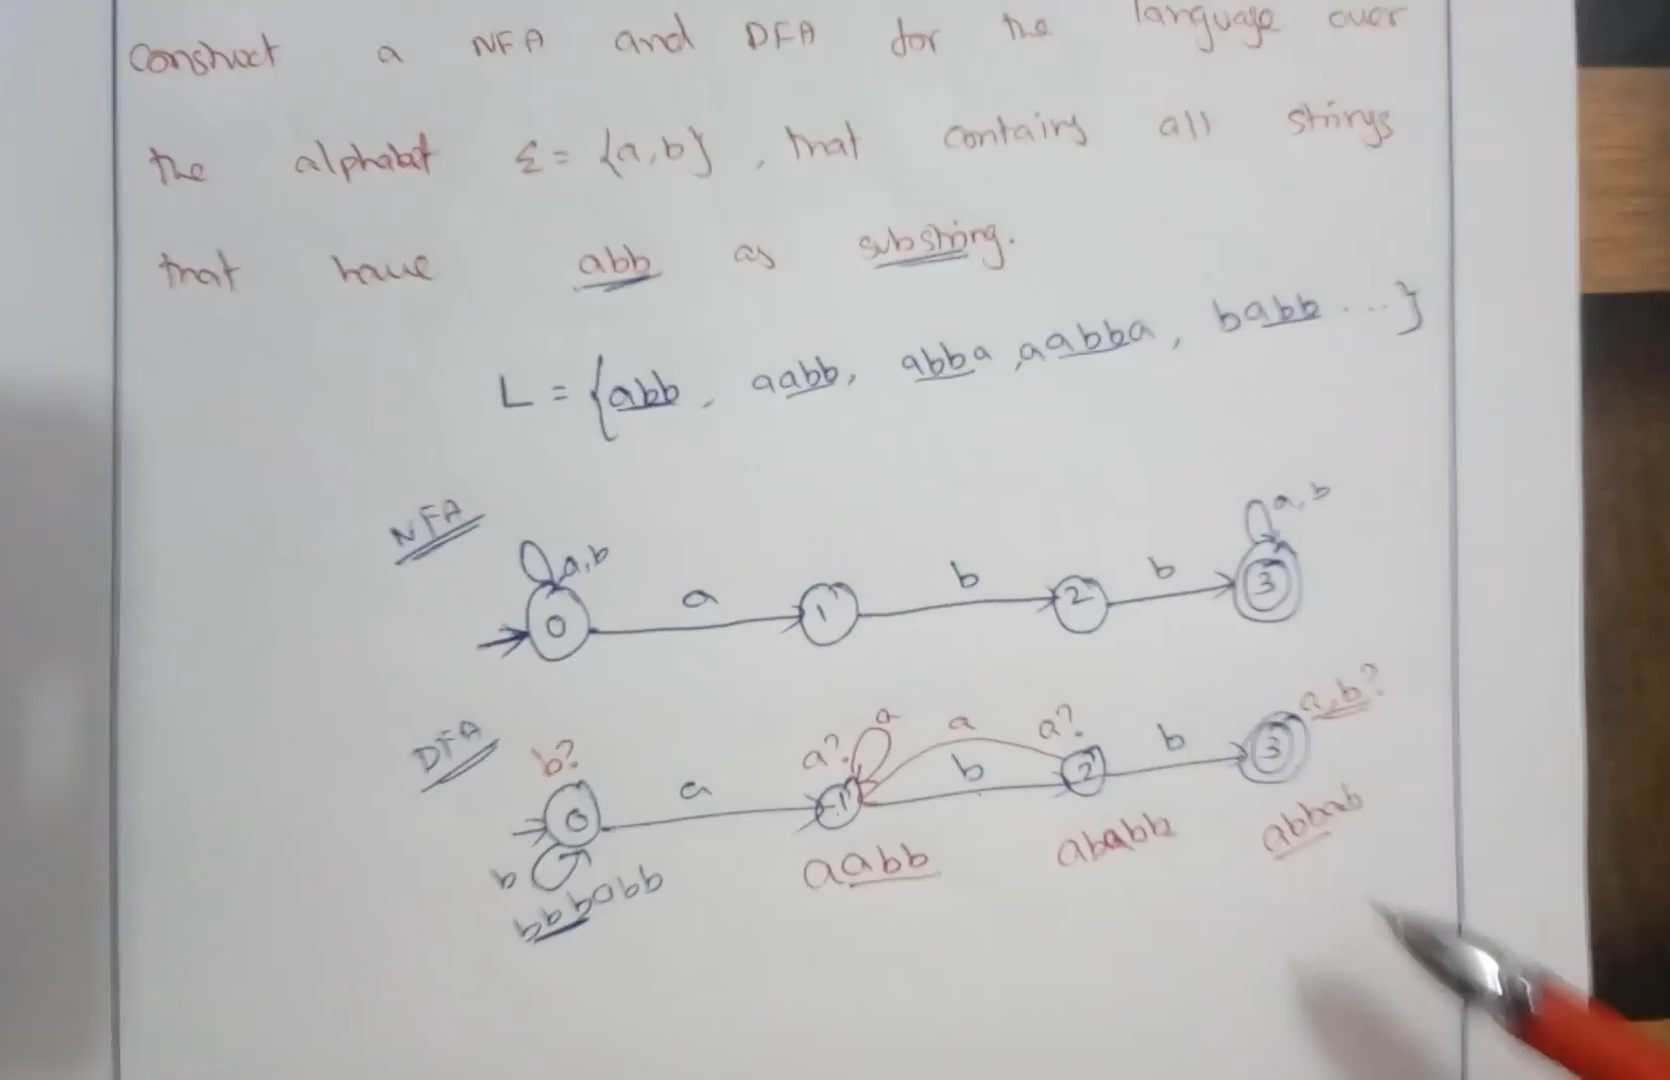 Construct a NFA and DFA for the language over
the alphabet Σ = {a,b}, that contains all strings
that have abb as substring.
L = {abb, aabb, abba, aabba, babb ...}
NFA
a,b
a
b
b
a,b
0
1
2
3
DFA
b?
a?
a
a
a?
a,b?
a
b
b
0
1
2
3
b
bbbabb
aabb
ababb